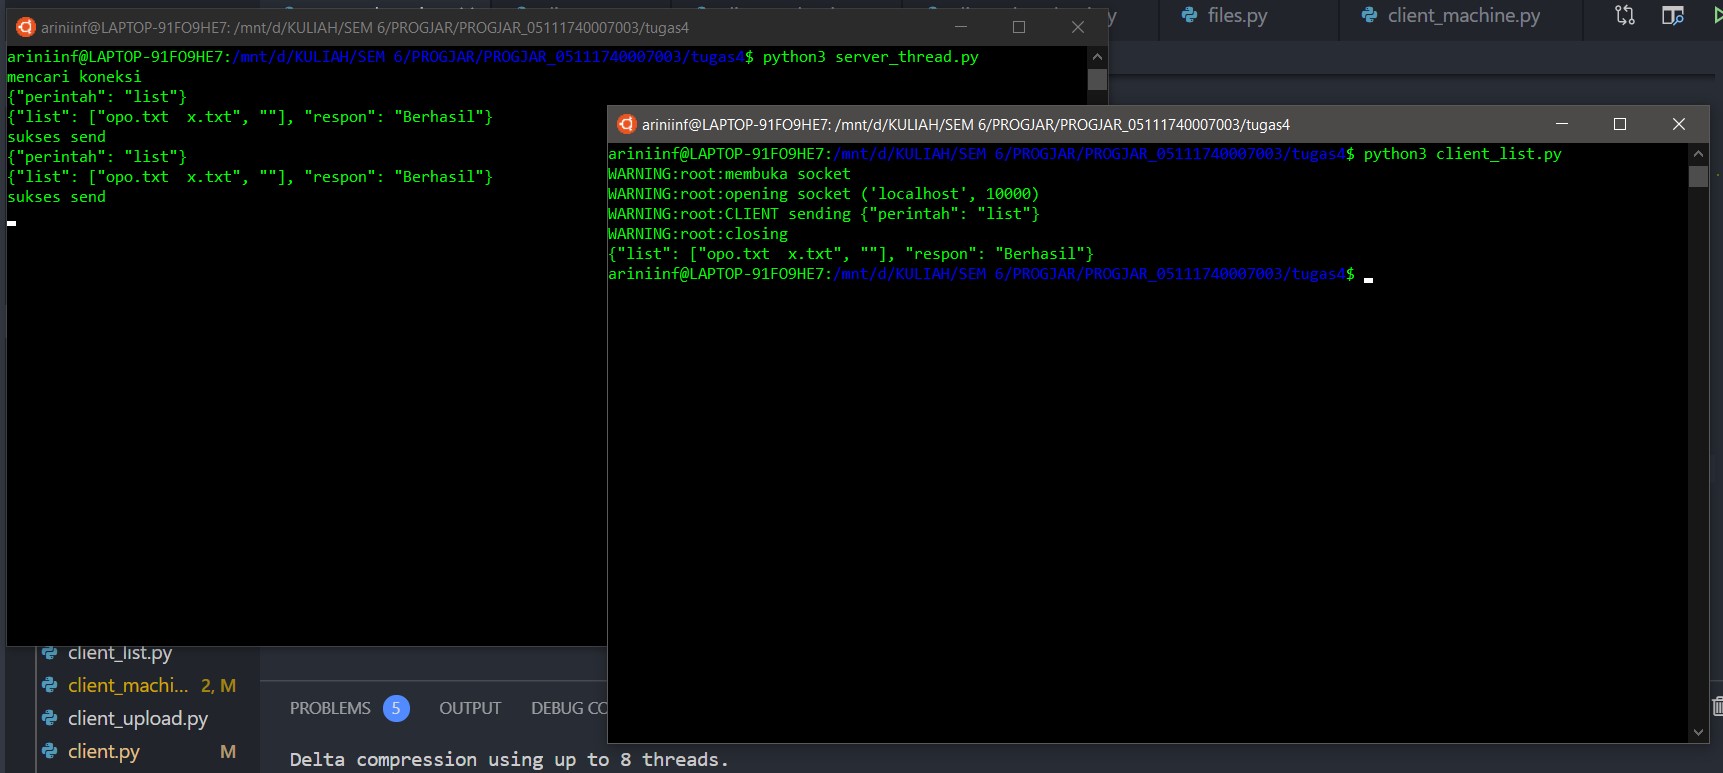 files.py
client_machine.py
ariniinf@LAPTOP-91FO9HE7: /mnt/d/KULIAH/SEM 6/PROGJAR/PROGJAR_05111740007003/tugas4
ariniinf@LAPTOP-91FO9HE7:/mnt/d/KULIAH/SEM 6/PROGJAR/PROGJAR_05111740007003/tugas4$ python3 server_thread.py
mencari koneksi
{"perintah": "list"}
{"list": ["opo.txt  x.txt", ""], "respon": "Berhasil"}
sukses send
{"perintah": "list"}
{"list": ["opo.txt  x.txt", ""], "respon": "Berhasil"}
sukses send
ariniinf@LAPTOP-91FO9HE7: /mnt/d/KULIAH/SEM 6/PROGJAR/PROGJAR_05111740007003/tugas4
ariniinf@LAPTOP-91FO9HE7:/mnt/d/KULIAH/SEM 6/PROGJAR/PROGJAR_05111740007003/tugas4$ python3 client_list.py
WARNING:root:membuka socket
WARNING:root:opening socket ('localhost', 10000)
WARNING:root:CLIENT sending {"perintah": "list"}
WARNING:root:closing
{"list": ["opo.txt  x.txt", ""], "respon": "Berhasil"}
ariniinf@LAPTOP-91FO9HE7:/mnt/d/KULIAH/SEM 6/PROGJAR/PROGJAR_05111740007003/tugas4$
client_list.py
client_machi... 2, M
client_upload.py
client.py M
PROBLEMS 5 OUTPUT DEBUG CO
Delta compression using up to 8 threads.